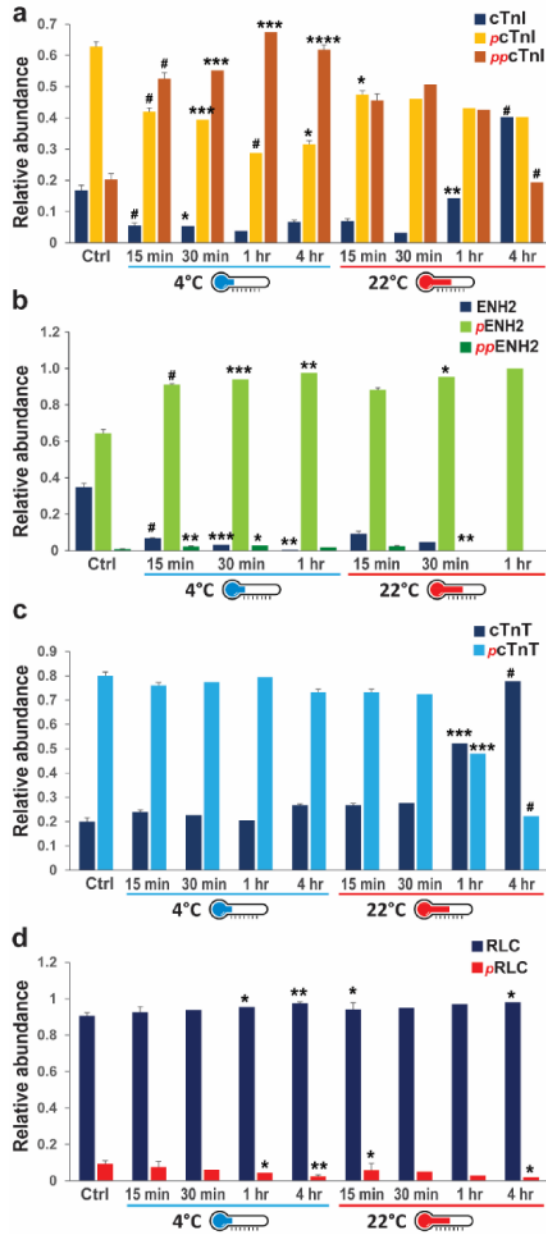 a
cTnI
pcTnI
ppcTnI
Relative abundance
0.7
0.6
0.5
0.4
0.3
0.2
0.1
0
# # *** *** # *** * **** * ** # #
# *
Ctrl 15 min 30 min 1 hr 4 hr 15 min 30 min 1 hr 4 hr
4°C 22°C
b
ENH2
pENH2
ppENH2
Relative abundance
1.2
1.0
0.8
0.6
0.4
0.2
0
# *** ** *
# ** *** * ** **
Ctrl 15 min 30 min 1 hr 15 min 30 min 1 hr
4°C 22°C
c
cTnT
pcTnT
Relative abundance
0.9
0.8
0.7
0.6
0.5
0.4
0.3
0.2
0.1
0
*** *** # #
Ctrl 15 min 30 min 1 hr 4 hr 15 min 30 min 1 hr 4 hr
4°C 22°C
d
RLC
pRLC
Relative abundance
1.2
1
0.8
0.6
0.4
0.2
0
* ** * *
* ** * *
Ctrl 15 min 30 min 1 hr 4 hr 15 min 30 min 1 hr 4 hr
4°C 22°C